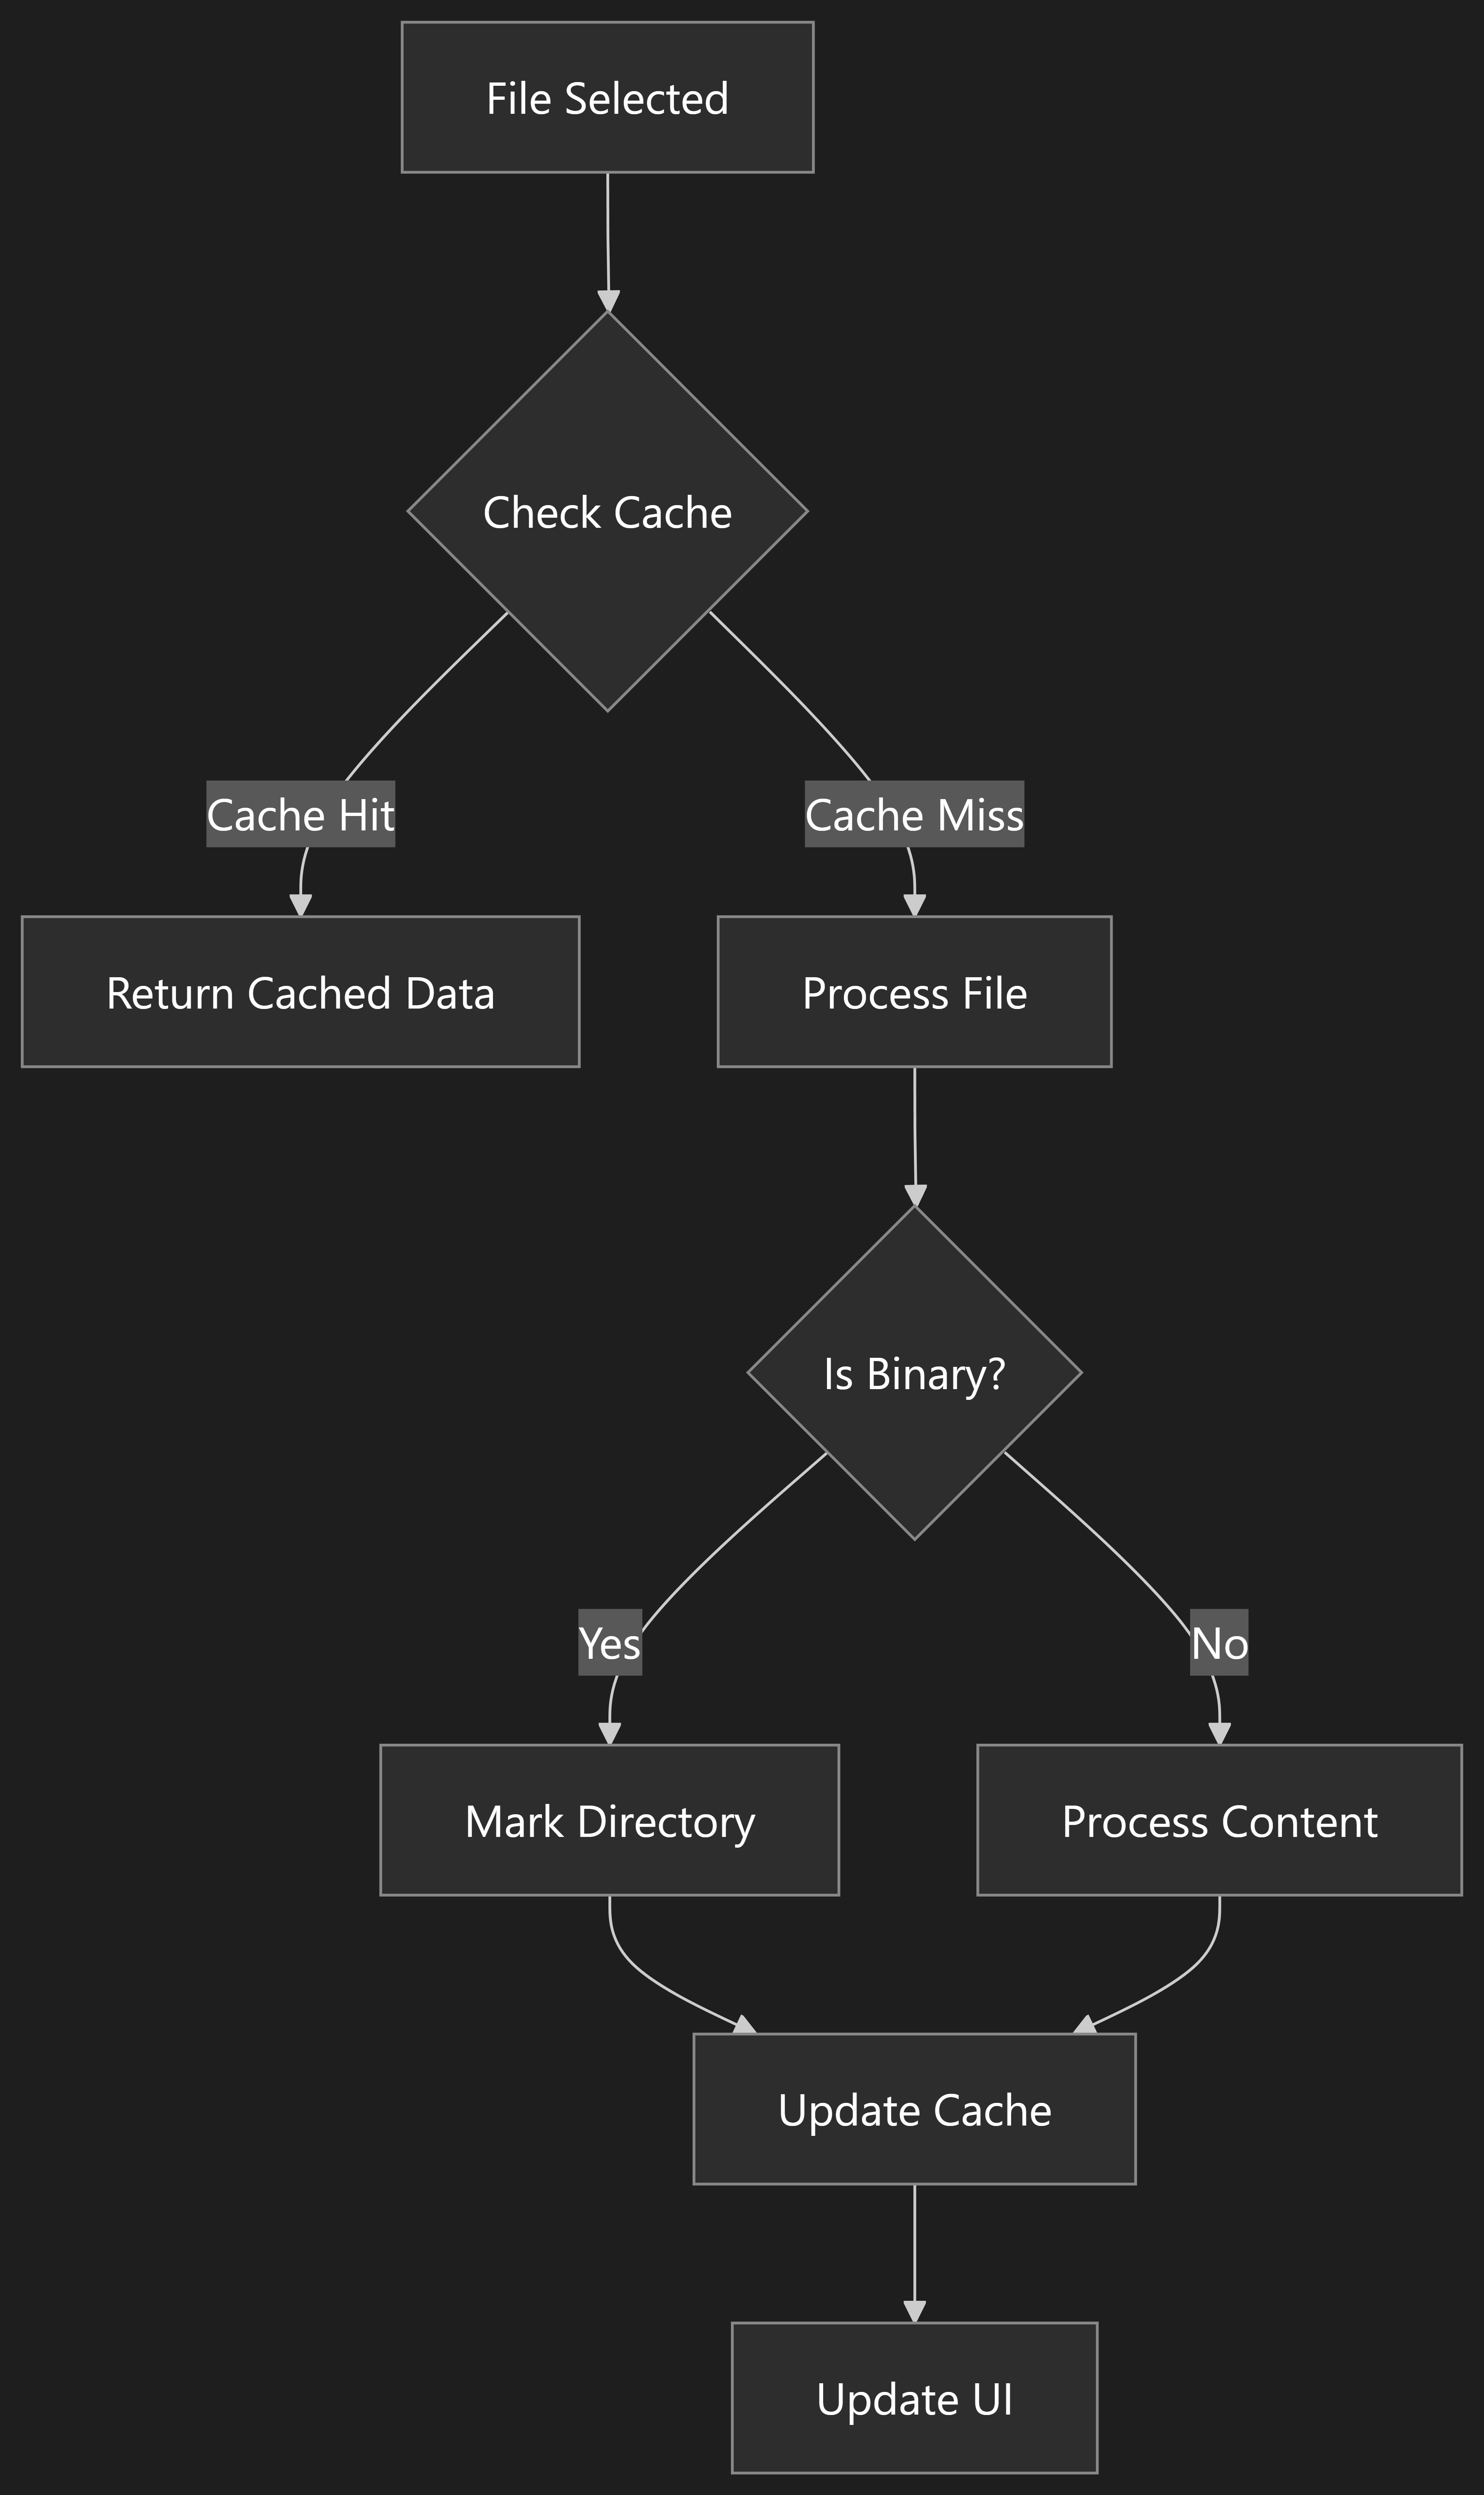 File Selected
Check Cache
Cache Hit
Cache Miss
Return Cached Data
Process File
Is Binary?
Yes
No
Mark Directory
Process Content
Update Cache
Update UI